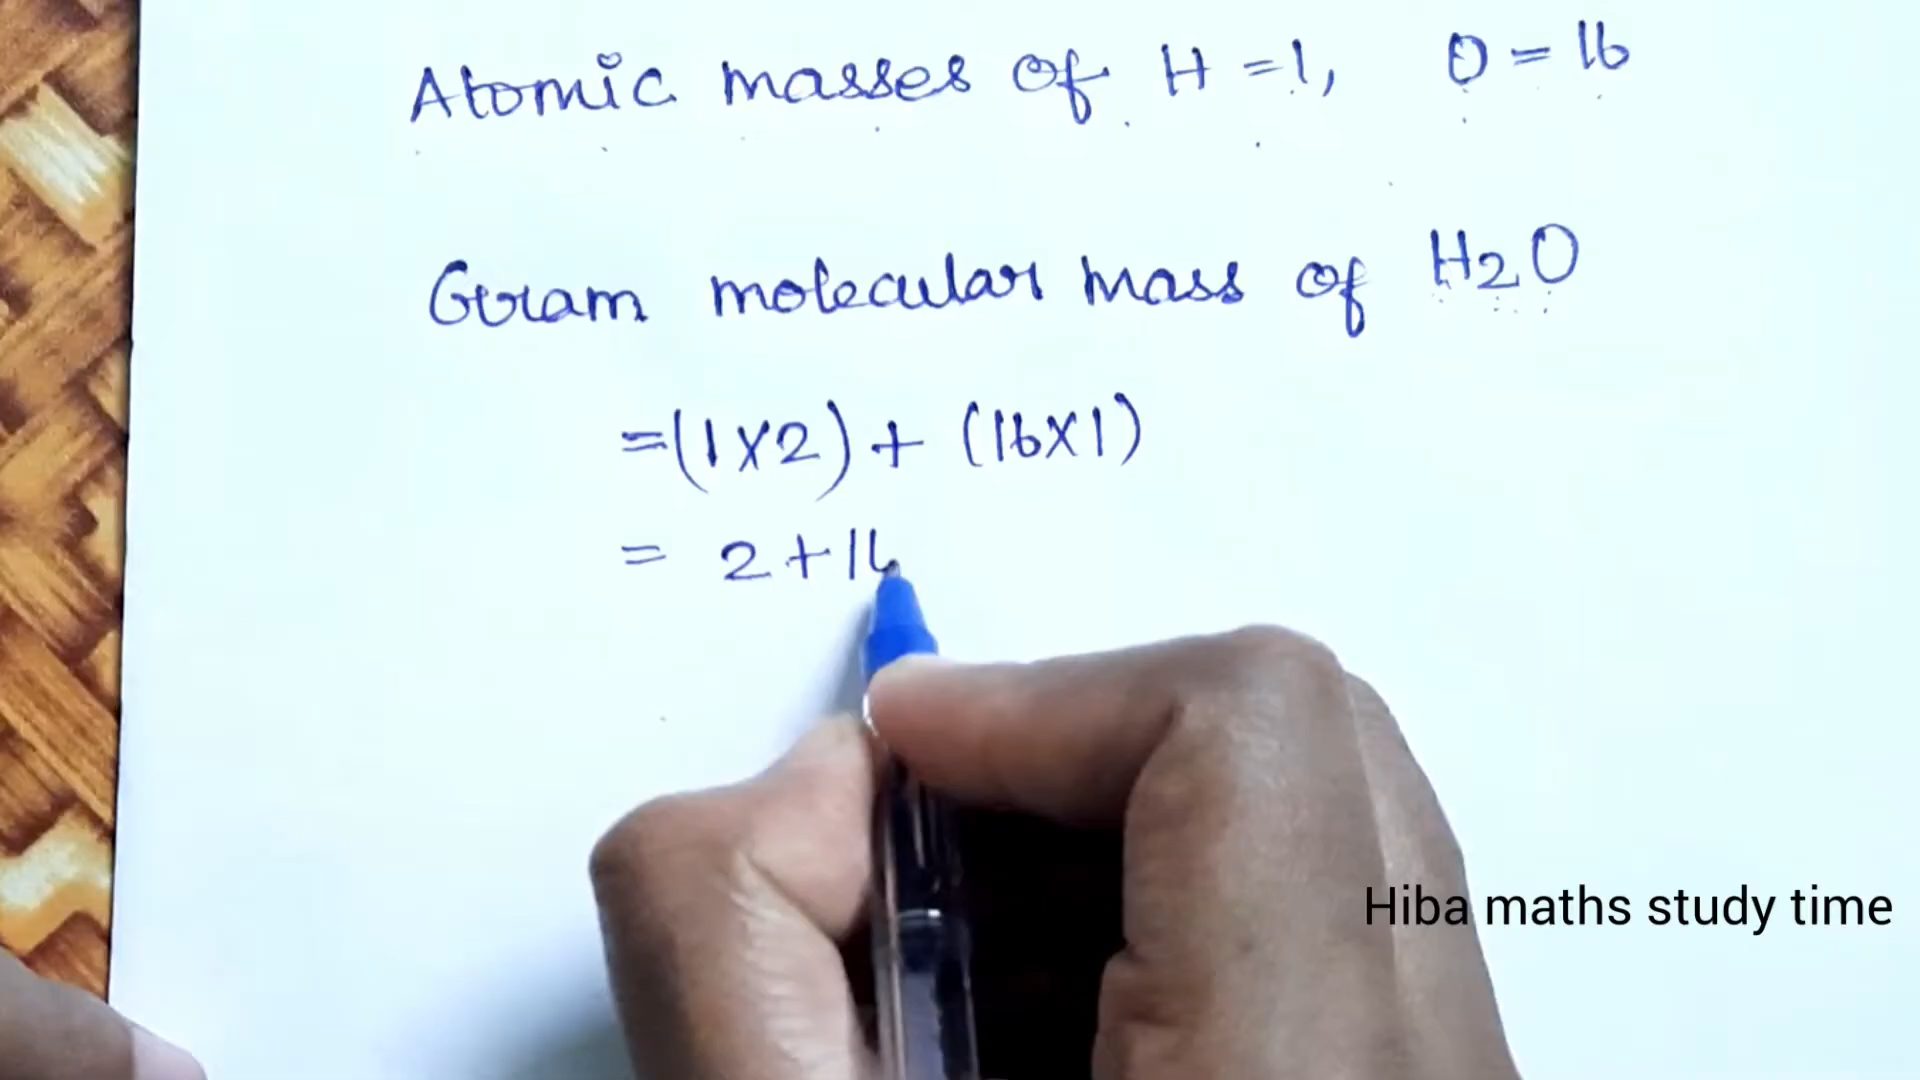 Atomic masses of H = 1, O = 16
Gram molecular mass of H2O
= (1X2) + (16X1)
= 2 + 16
Hiba maths study time